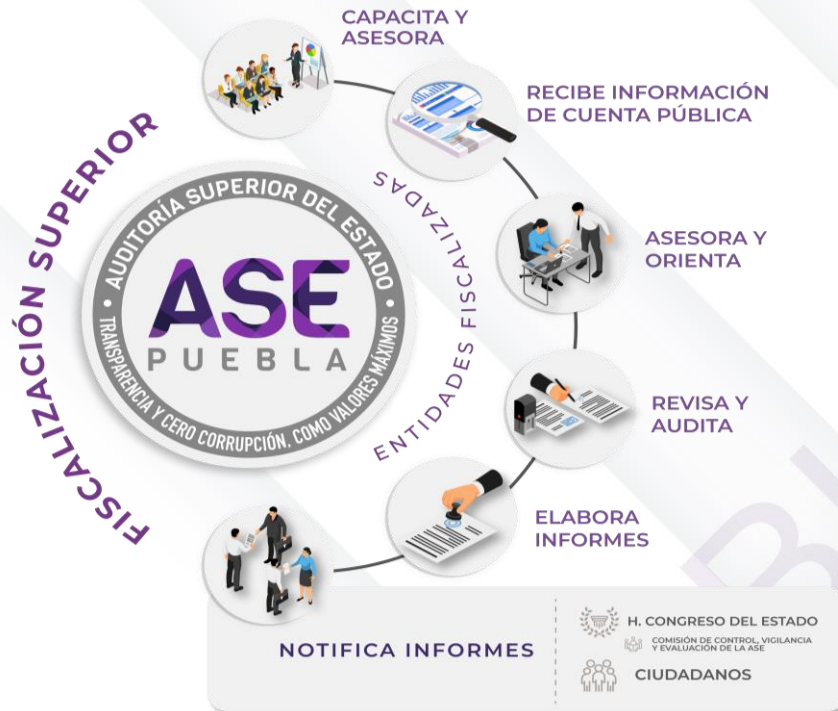 CAPACITA Y
ASESORA
RECIBE INFORMACIÓN
DE CUENTA PÚBLICA
FISCALIZACIÓN SUPERIOR
AUDITORÍA SUPERIOR DEL ESTADO
ASE
PUEBLA
TRANSPARENCIA Y CERO CORRUPCIÓN, COMO VALORES MÁXIMOS
ENTIDADES FISCALIZADAS
ASESORA Y
ORIENTA
REVISA Y
AUDITA
ELABORA
INFORMES
NOTIFICA INFORMES
H. CONGRESO DEL ESTADO
COMISIÓN DE CONTROL, VIGILANCIA
Y EVALUACIÓN DE LA ASE
CIUDADANOS